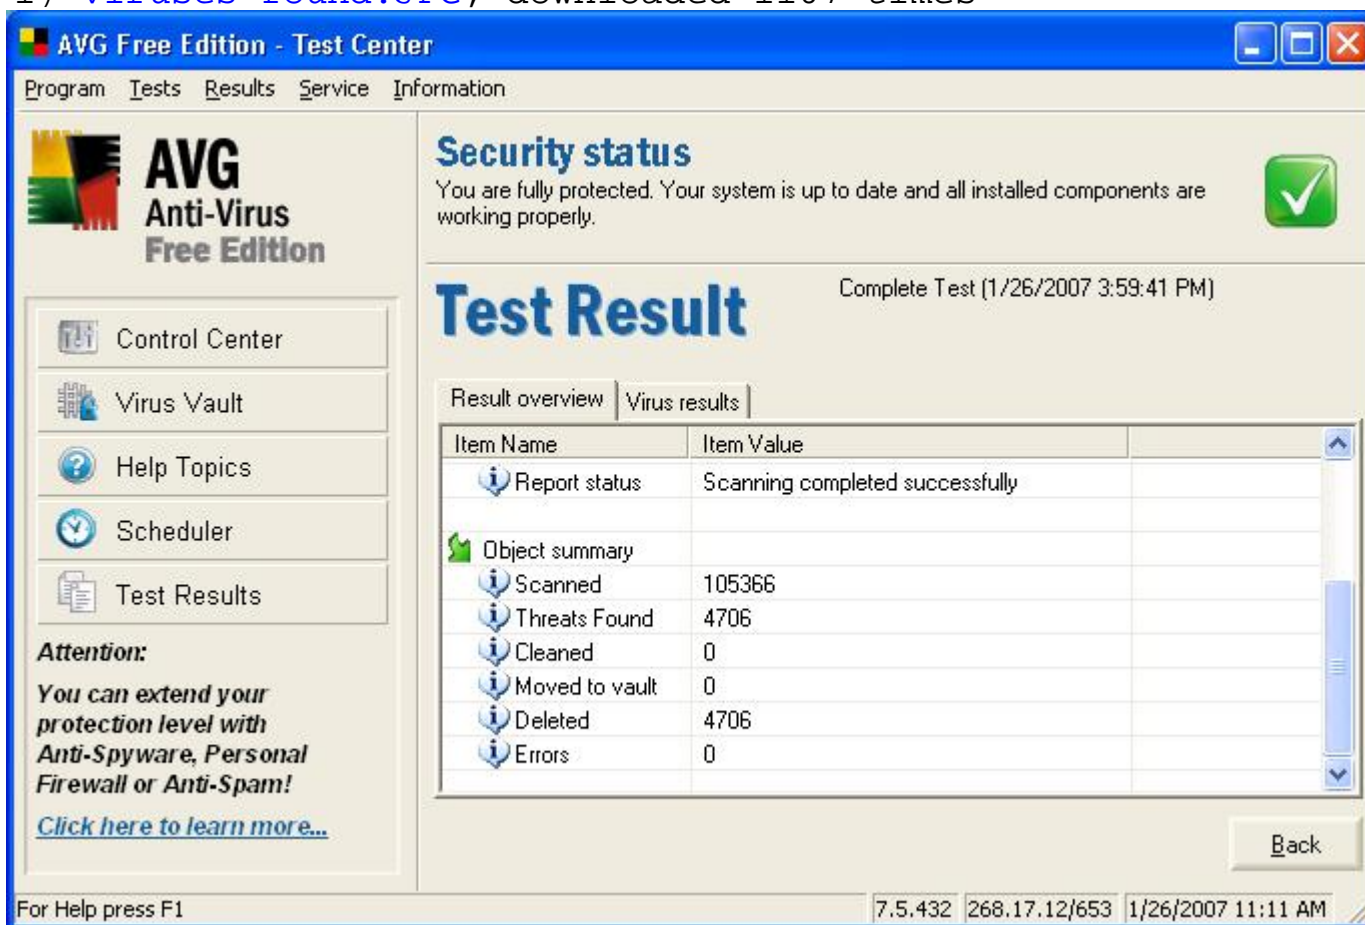 AVG Free Edition - Test Center
Program Tests Results Service Information
AVG
Anti-Virus
Free Edition
Control Center
Virus Vault
Help Topics
Scheduler
Test Results
Attention:
You can extend your
protection level with
Anti-Spyware, Personal
Firewall or Anti-Spam!
Click here to learn more...
Security status
You are fully protected. Your system is up to date and all installed components are
working properly.
Test Result
Complete Test (1/26/2007 3:59:41 PM)
Result overview Virus results
Item Name Item Value
Report status Scanning completed successfully
Object summary
Scanned 105366
Threats Found 4706
Cleaned 0
Moved to vault 0
Deleted 4706
Errors 0
Back
For Help press F1 7.5.432 268.17.12/653 1/26/2007 11:11 AM